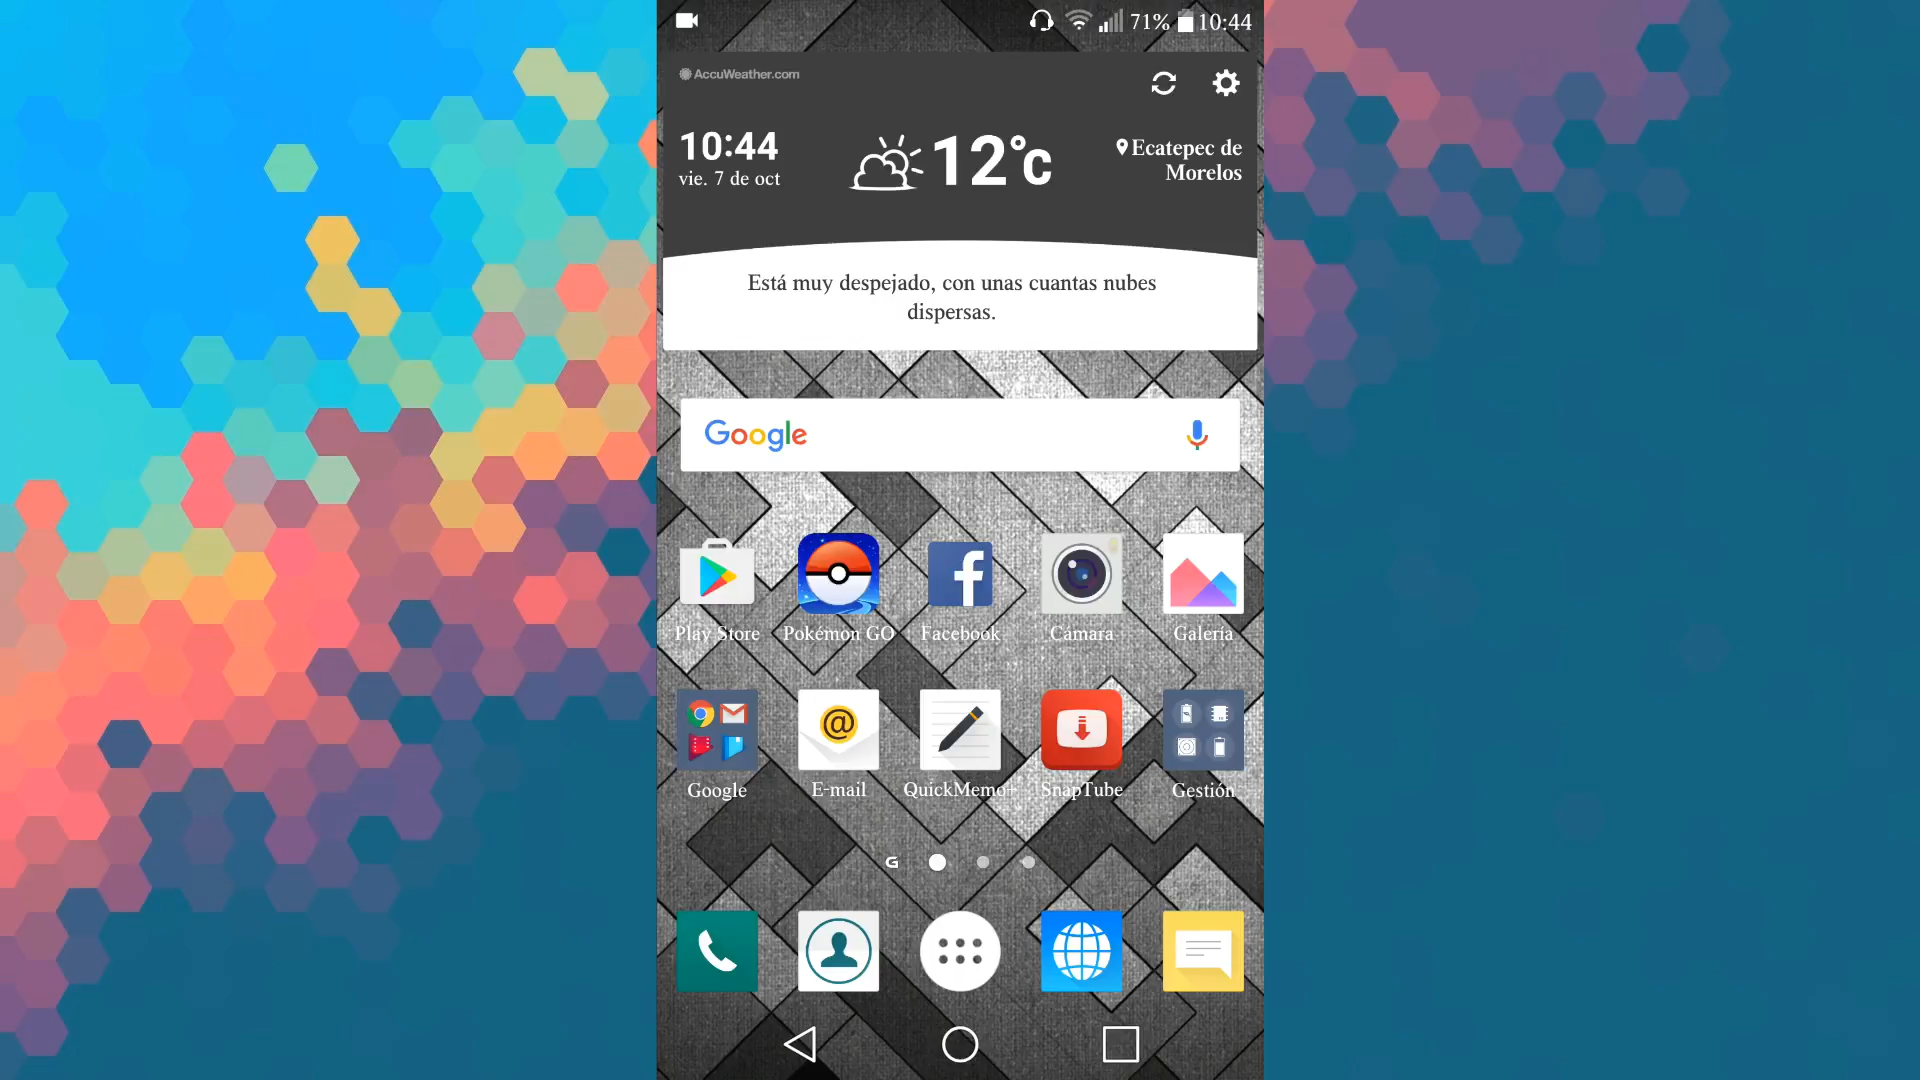 71% 10:44
AccuWeather.com
10:44
vie. 7 de oct
12°c
Ecatepec de
Morelos
Está muy despejado, con unas cuantas nubes
dispersas.
Google
Play Store Pokémon GO Facebook Cámara Galería
@
Google E-mail QuickMemo+ SnapTube Gestión
G